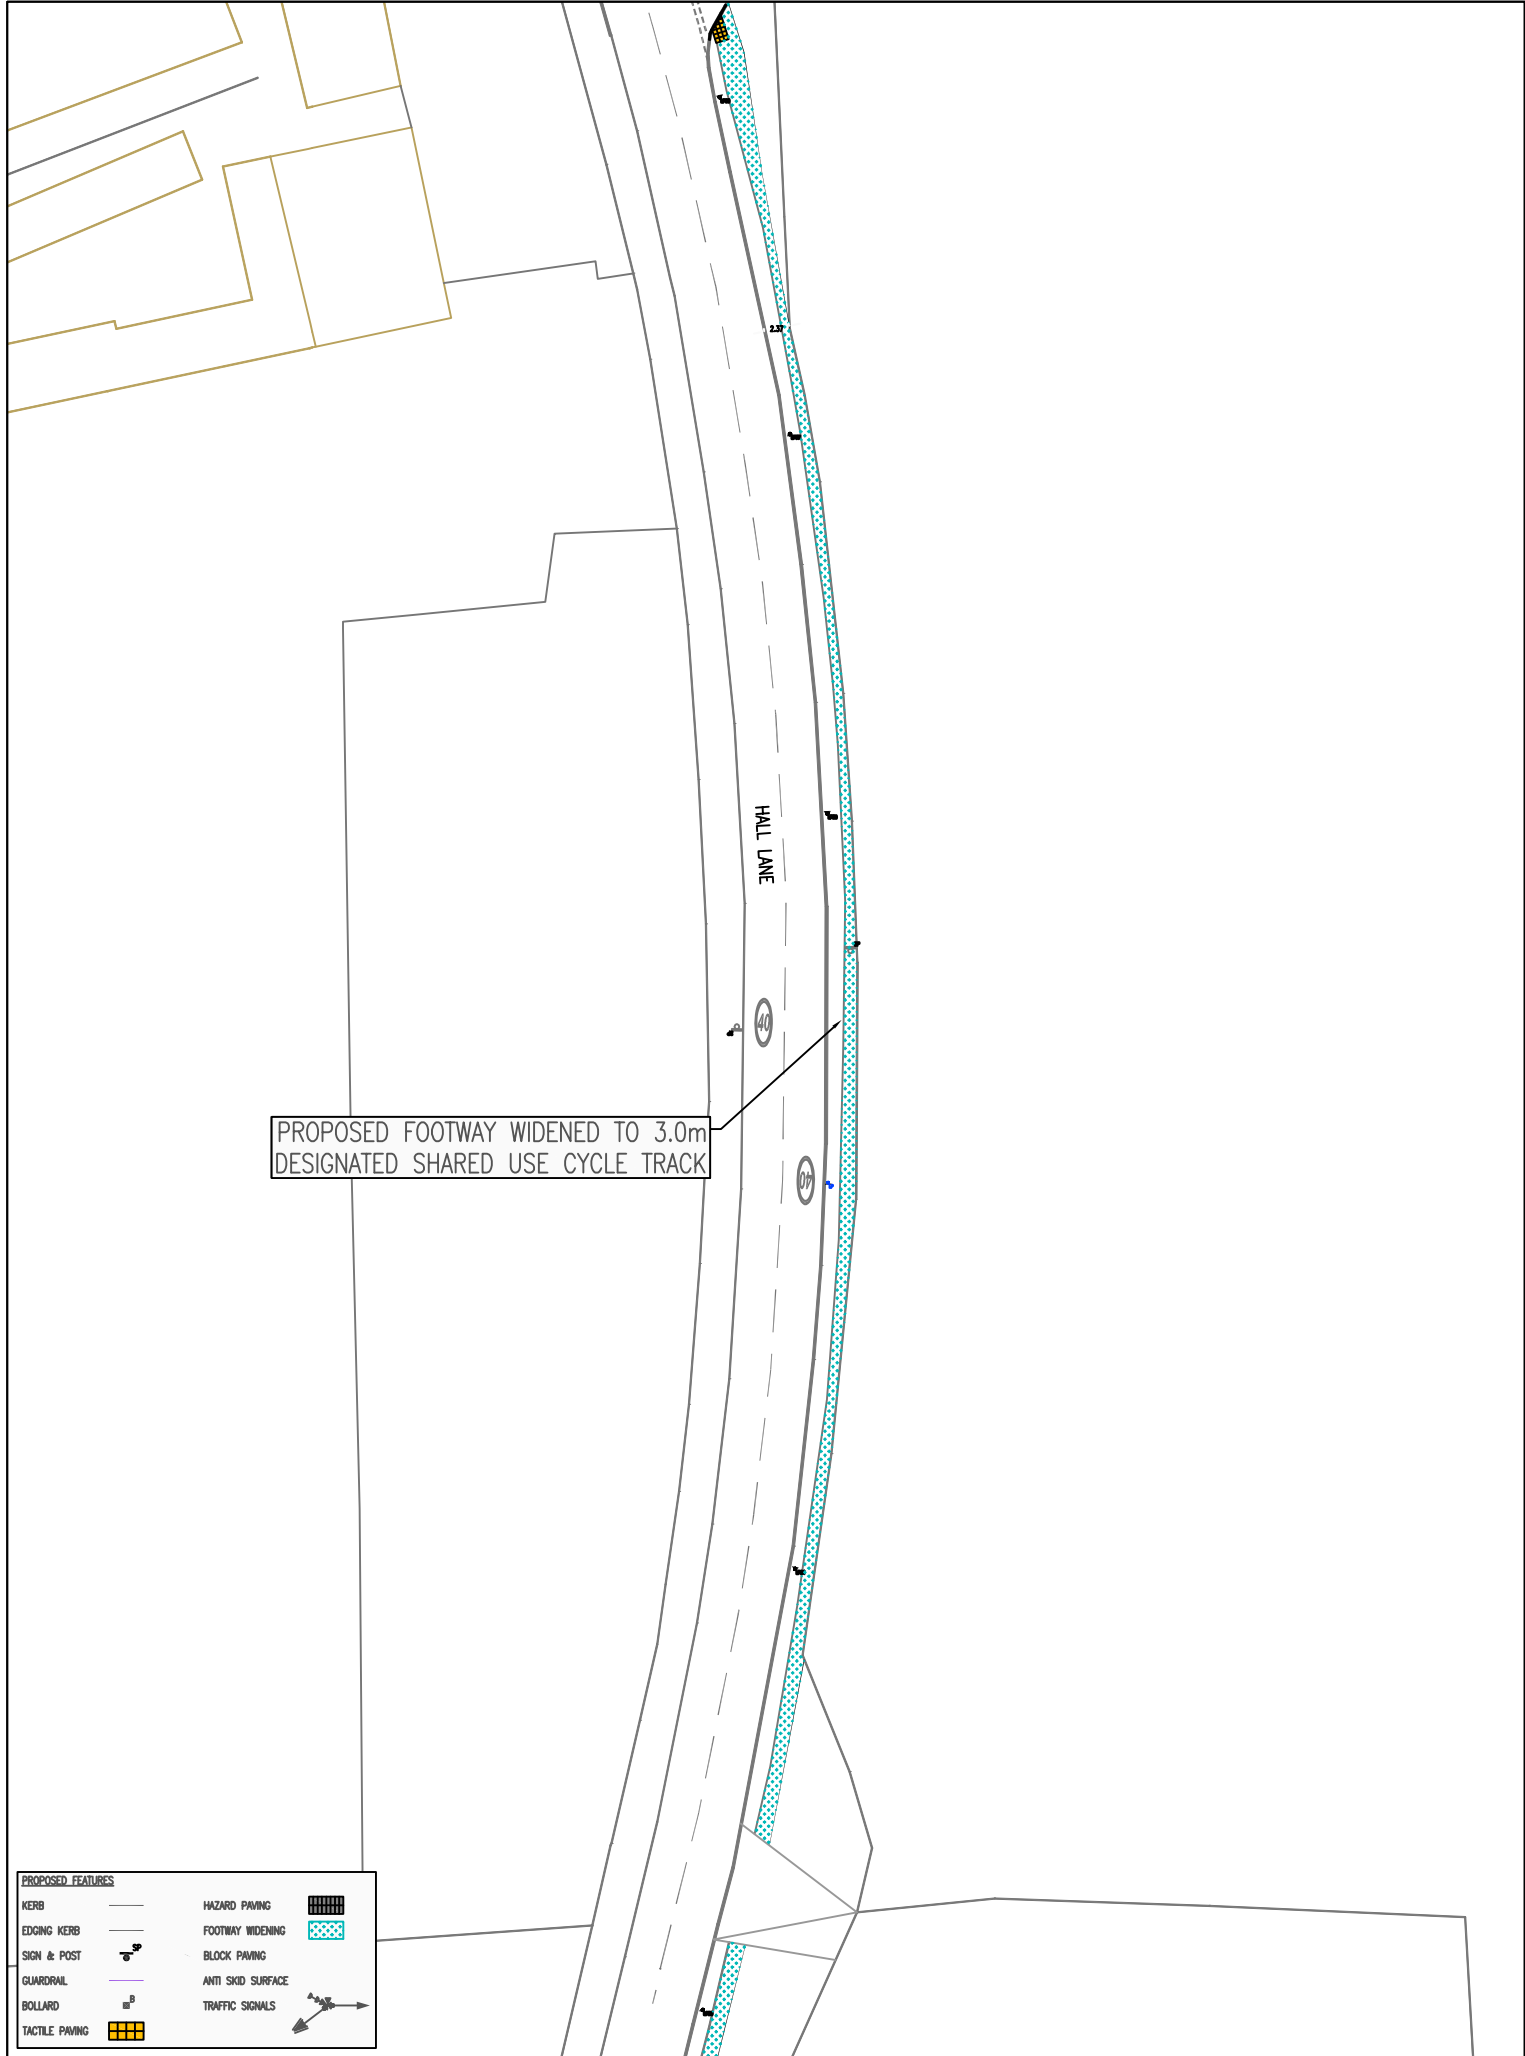 2.37
HALL LANE
40
PROPOSED FOOTWAY WIDENED TO 3.0m
DESIGNATED SHARED USE CYCLE TRACK
40
PROPOSED FEATURES
KERB
EDGING KERB
SIGN & POST SP
GUARDRAIL
BOLLARD B
TACTILE PAVING
HAZARD PAVING
FOOTWAY WIDENING
BLOCK PAVING
ANTI SKID SURFACE
TRAFFIC SIGNALS